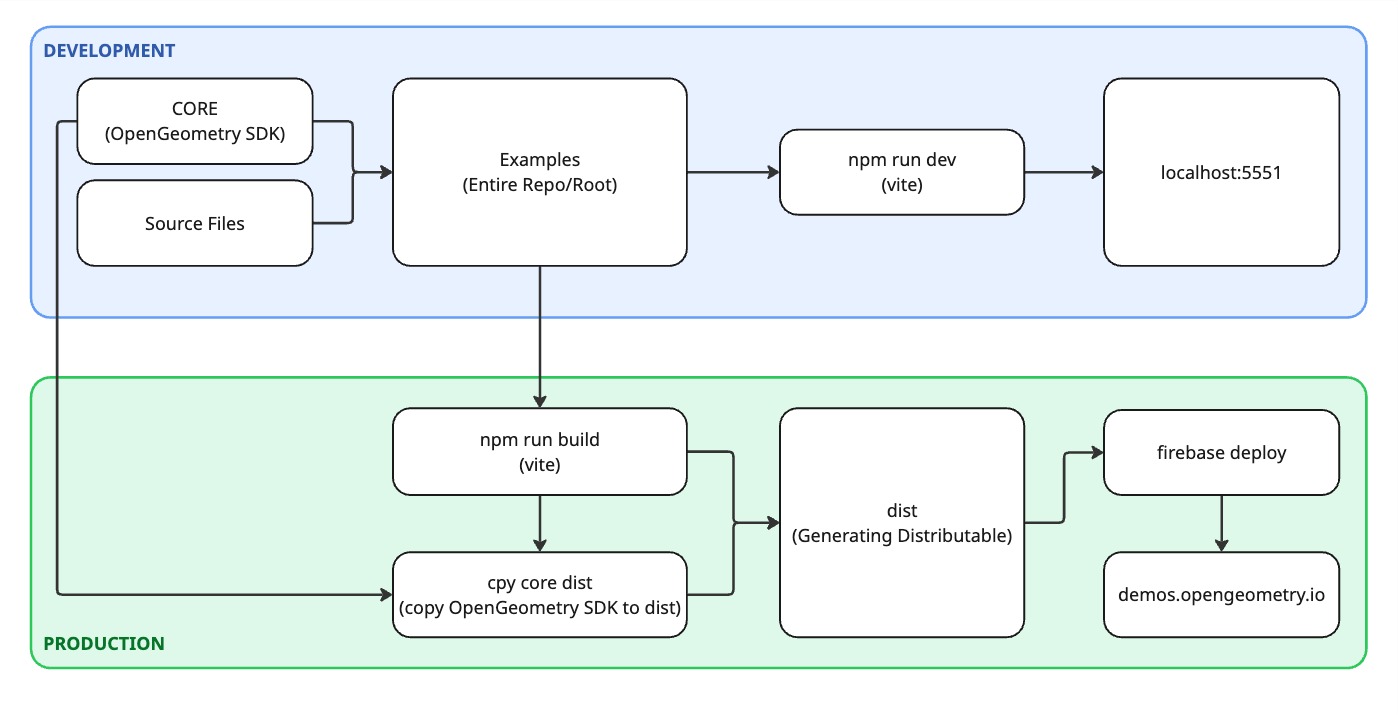 DEVELOPMENT
CORE
(OpenGeometry SDK)
Source Files
Examples
(Entire Repo/Root)
npm run dev
(vite)
localhost:5551
npm run build
(vite)
cpy core dist
(copy OpenGeometry SDK to dist)
dist
(Generating Distributable)
firebase deploy
demos.opengeometry.io
PRODUCTION